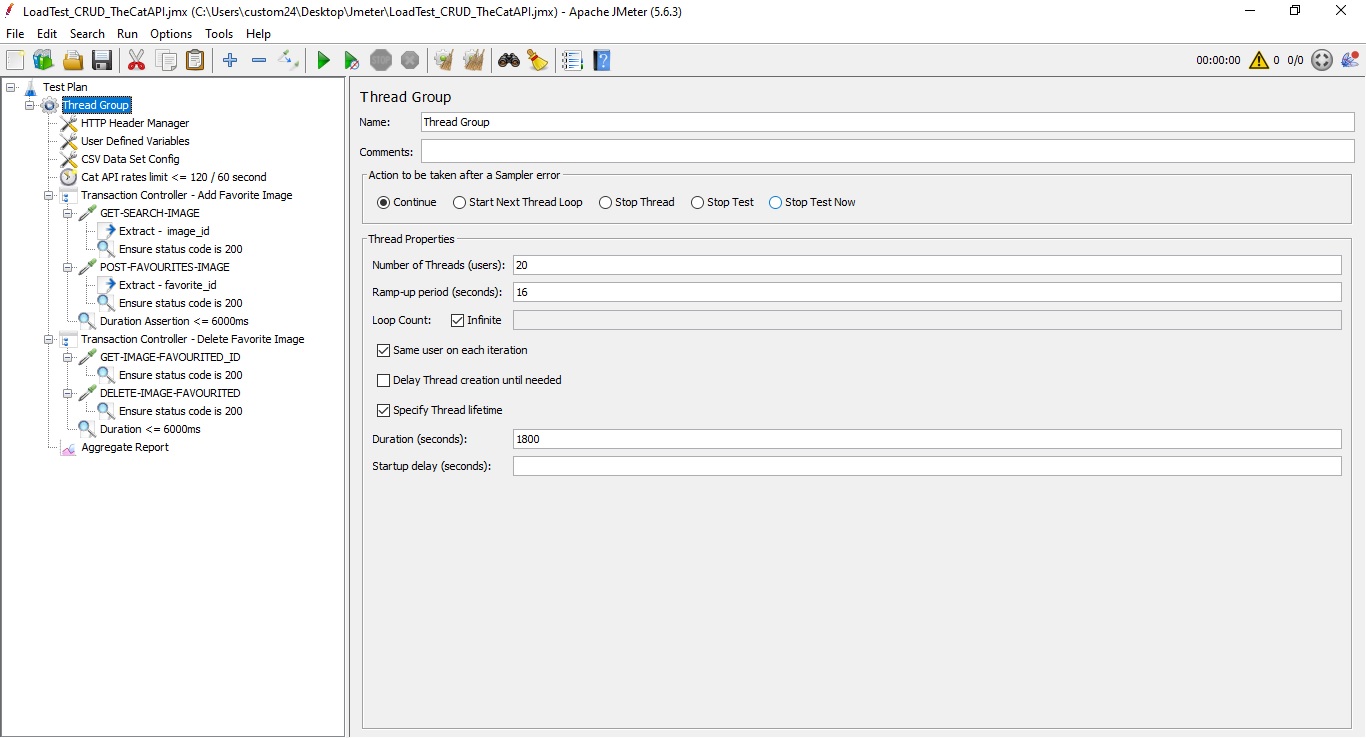 LoadTest_CRUD_TheCatAPI.jmx (C:\Users\custom24\Desktop\Jmeter\LoadTest_CRUD_TheCatAPI.jmx) - Apache JMeter (5.6.3)
File Edit Search Run Options Tools Help
STOP 00:00:00 0 0/0
Test Plan
Thread Group
HTTP Header Manager
User Defined Variables
CSV Data Set Config
Cat API rates limit <= 120 / 60 second
Transaction Controller - Add Favorite Image
GET-SEARCH-IMAGE
Extract - image_id
Ensure status code is 200
POST-FAVOURITES-IMAGE
Extract - favorite_id
Ensure status code is 200
Duration Assertion <= 6000ms
Transaction Controller - Delete Favorite Image
GET-IMAGE-FAVOURITED_ID
Ensure status code is 200
DELETE-IMAGE-FAVOURITED
Ensure status code is 200
Duration <= 6000ms
Aggregate Report
Thread Group
Name: Thread Group
Comments:
Action to be taken after a Sampler error
Continue Start Next Thread Loop Stop Thread Stop Test Stop Test Now
Thread Properties
Number of Threads (users): 20
Ramp-up period (seconds): 16
Loop Count: Infinite
Same user on each iteration
Delay Thread creation until needed
Specify Thread lifetime
Duration (seconds): 1800
Startup delay (seconds):